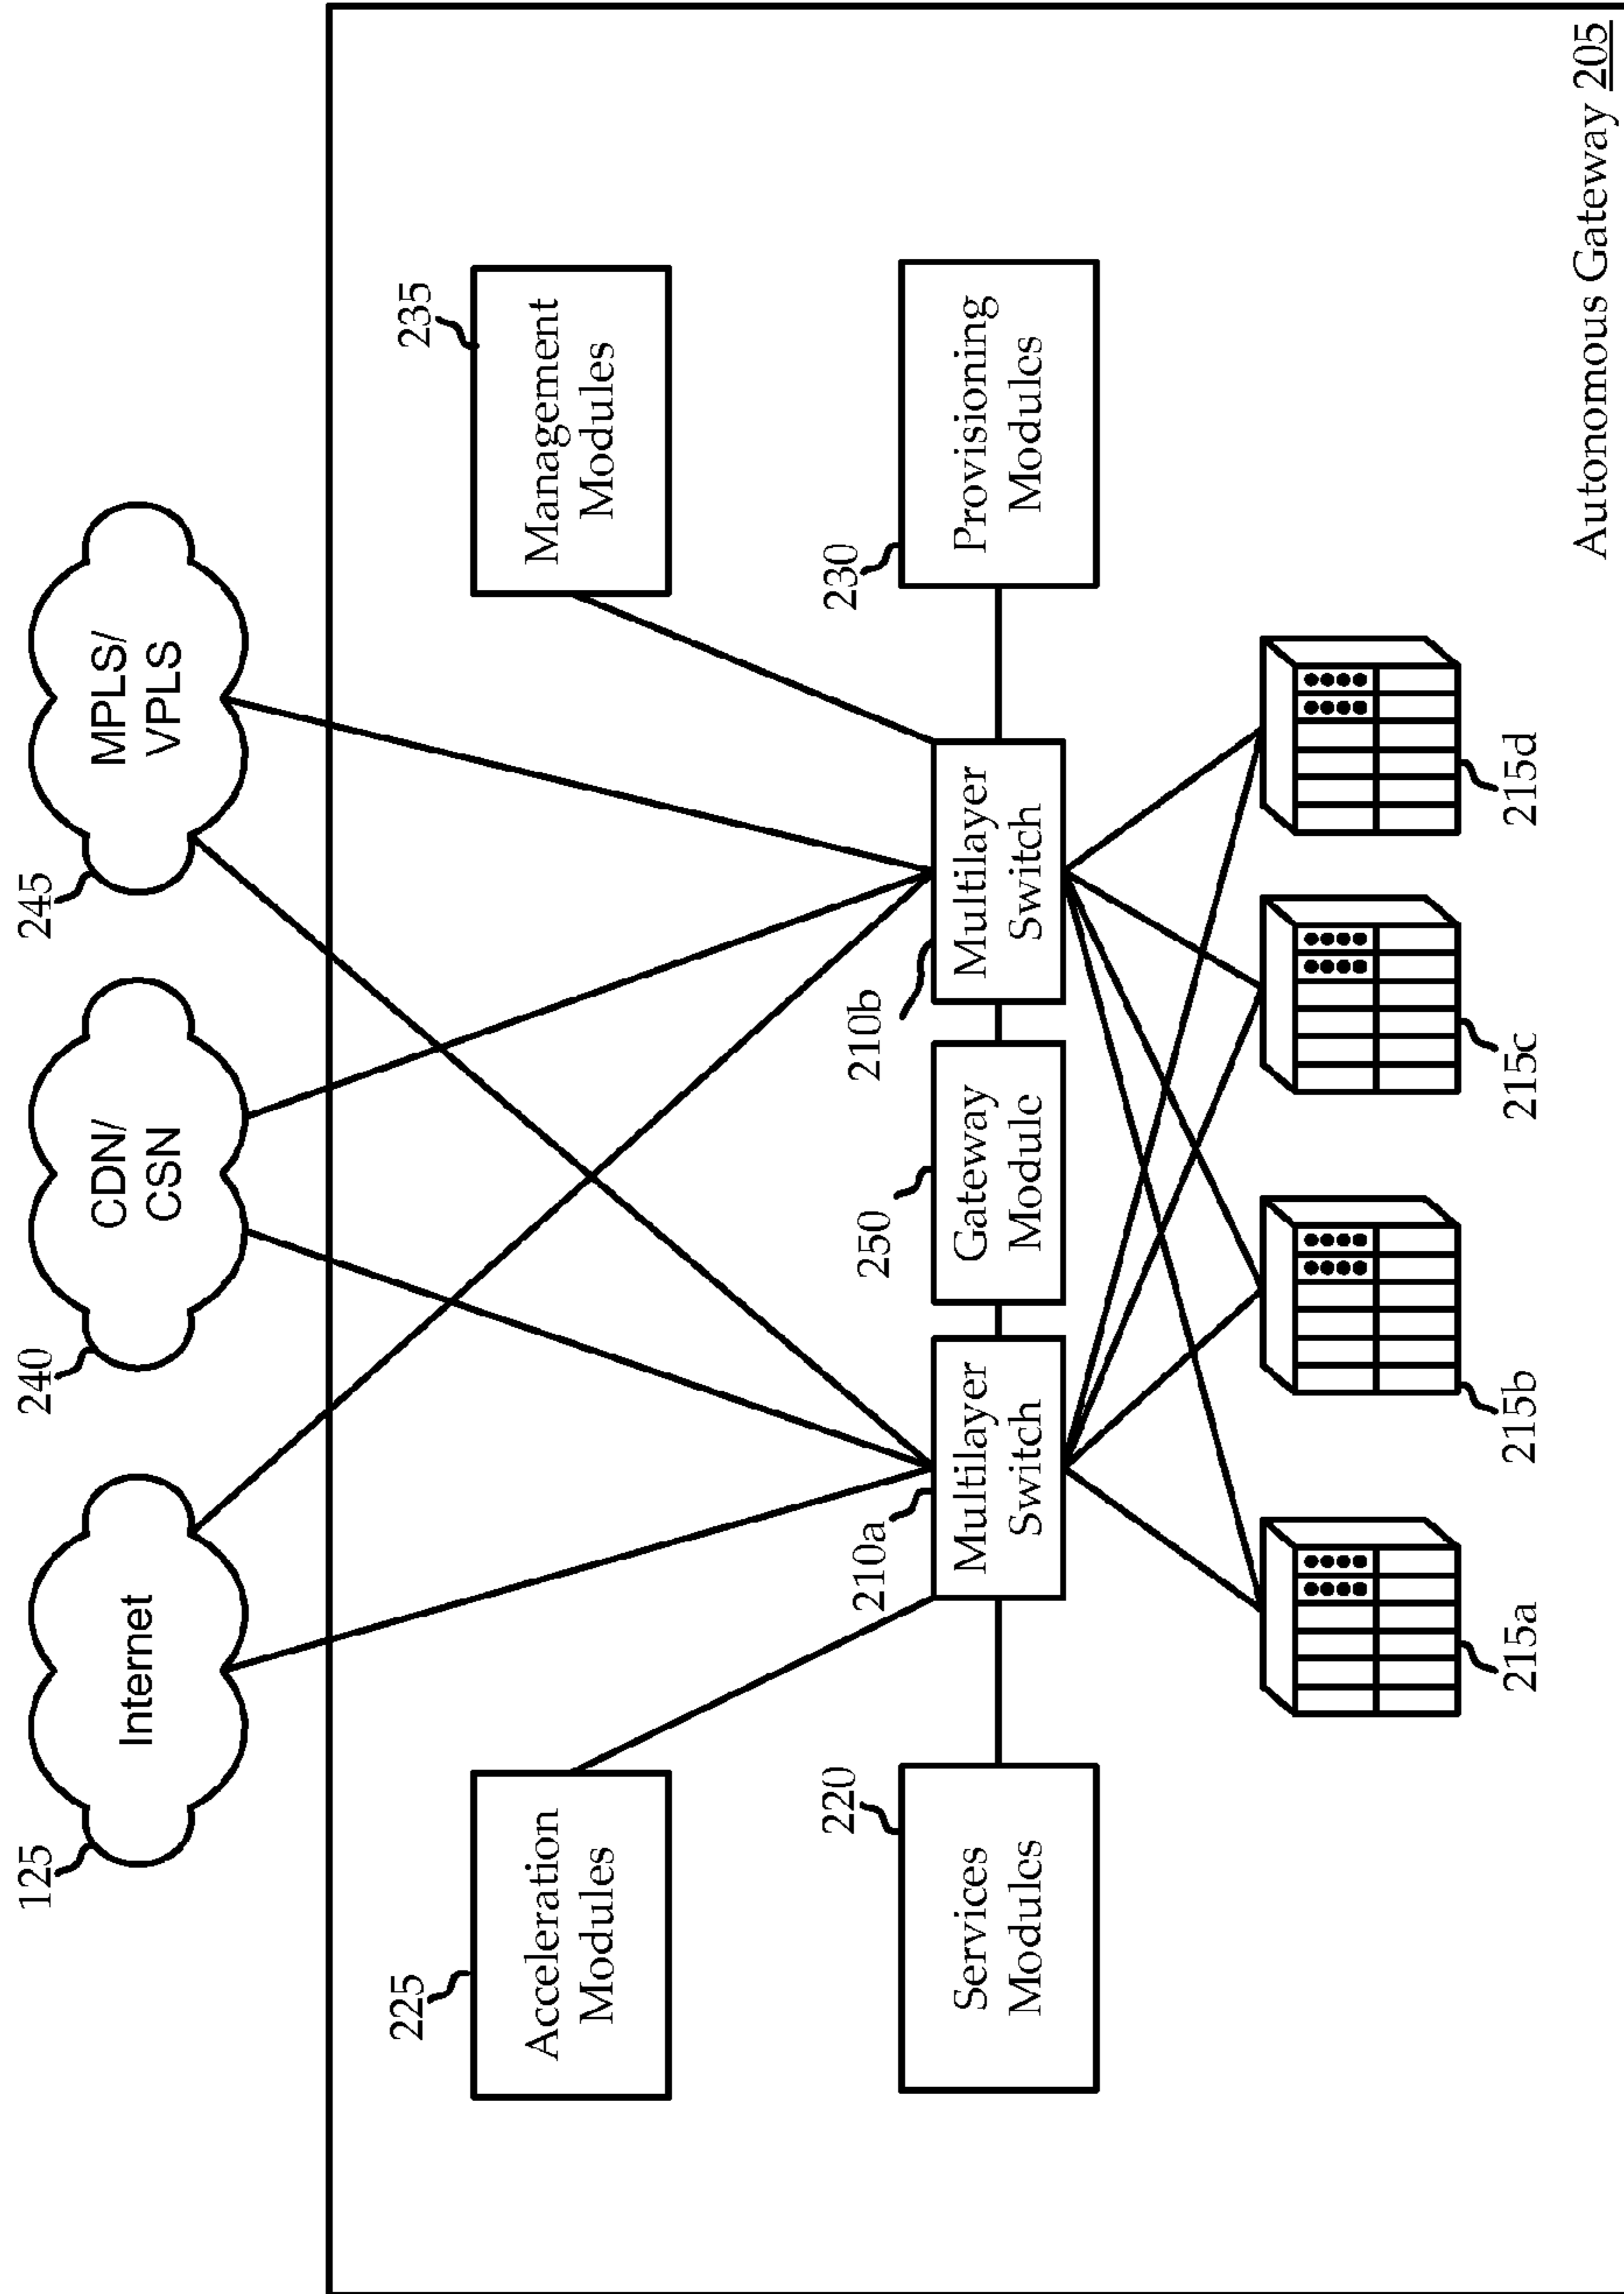 125
Internet
240
CDN/
CSN
245
MPLS/
VPLS
225
Acceleration
Modules
235
Management
Modules
220
Services
Modules
210a
Multilayer
Switch
250
Gateway
Module
210b
Multilayer
Switch
230
Provisioning
Modules
215a
215b
215c
215d
Autonomous Gateway 205